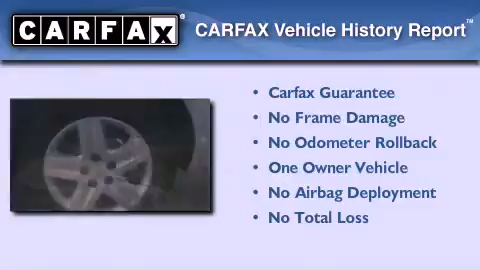 CARFAX® CARFAX Vehicle History Report™
• Carfax Guarantee
• No Frame Damage
• No Odometer Rollback
• One Owner Vehicle
• No Airbag Deployment
• No Total Loss